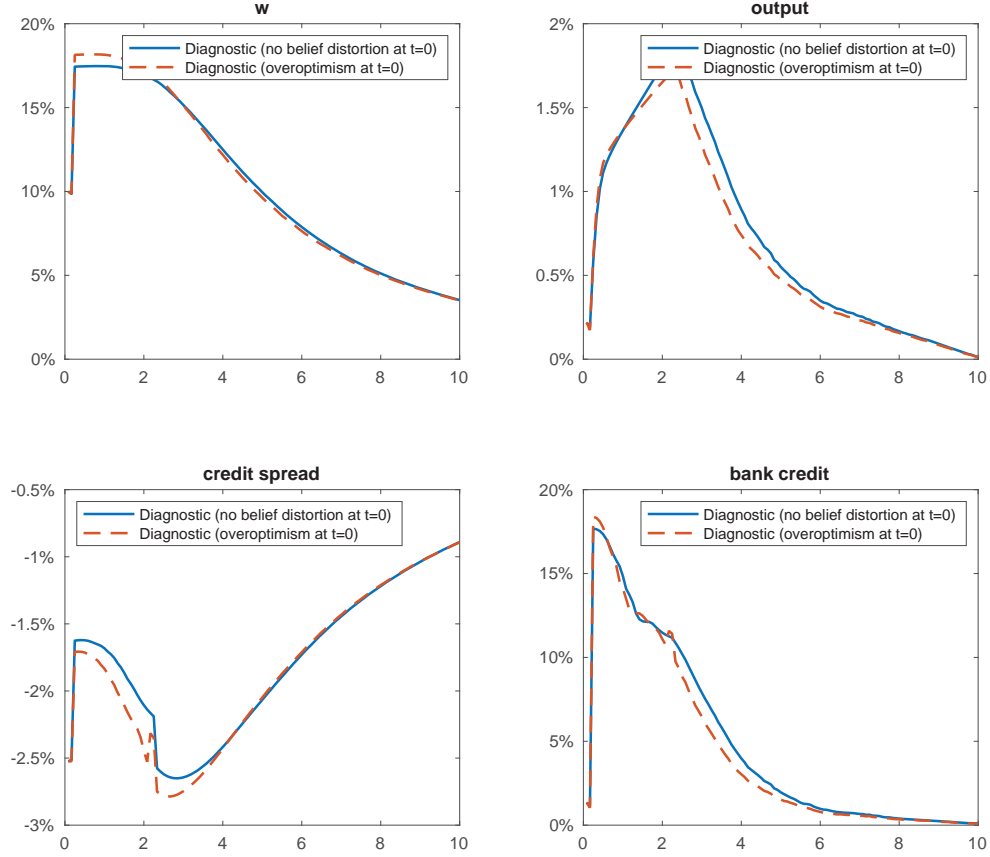 w
20%
15%
10%
5%
0%
0 2 4 6 8 10
Diagnostic (no belief distortion at t=0)
Diagnostic (overoptimism at t=0)
output
2%
1.5%
1%
0.5%
0%
0 2 4 6 8 10
Diagnostic (no belief distortion at t=0)
Diagnostic (overoptimism at t=0)
credit spread
-0.5%
-1%
-1.5%
-2%
-2.5%
-3%
0 2 4 6 8 10
Diagnostic (no belief distortion at t=0)
Diagnostic (overoptimism at t=0)
bank credit
20%
15%
10%
5%
0%
0 2 4 6 8 10
Diagnostic (no belief distortion at t=0)
Diagnostic (overoptimism at t=0)